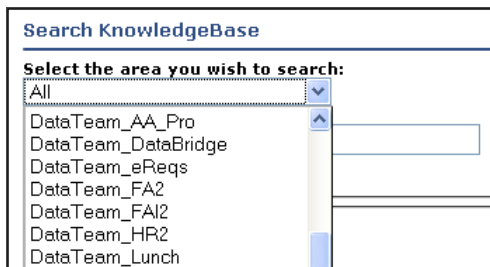 Search KnowledgeBase
Select the area you wish to search:
All
DataTeam_AA_Pro
DataTeam_DataBridge
DataTeam_eReqs
DataTeam_FA2
DataTeam_FAI2
DataTeam_HR2
DataTeam_Lunch